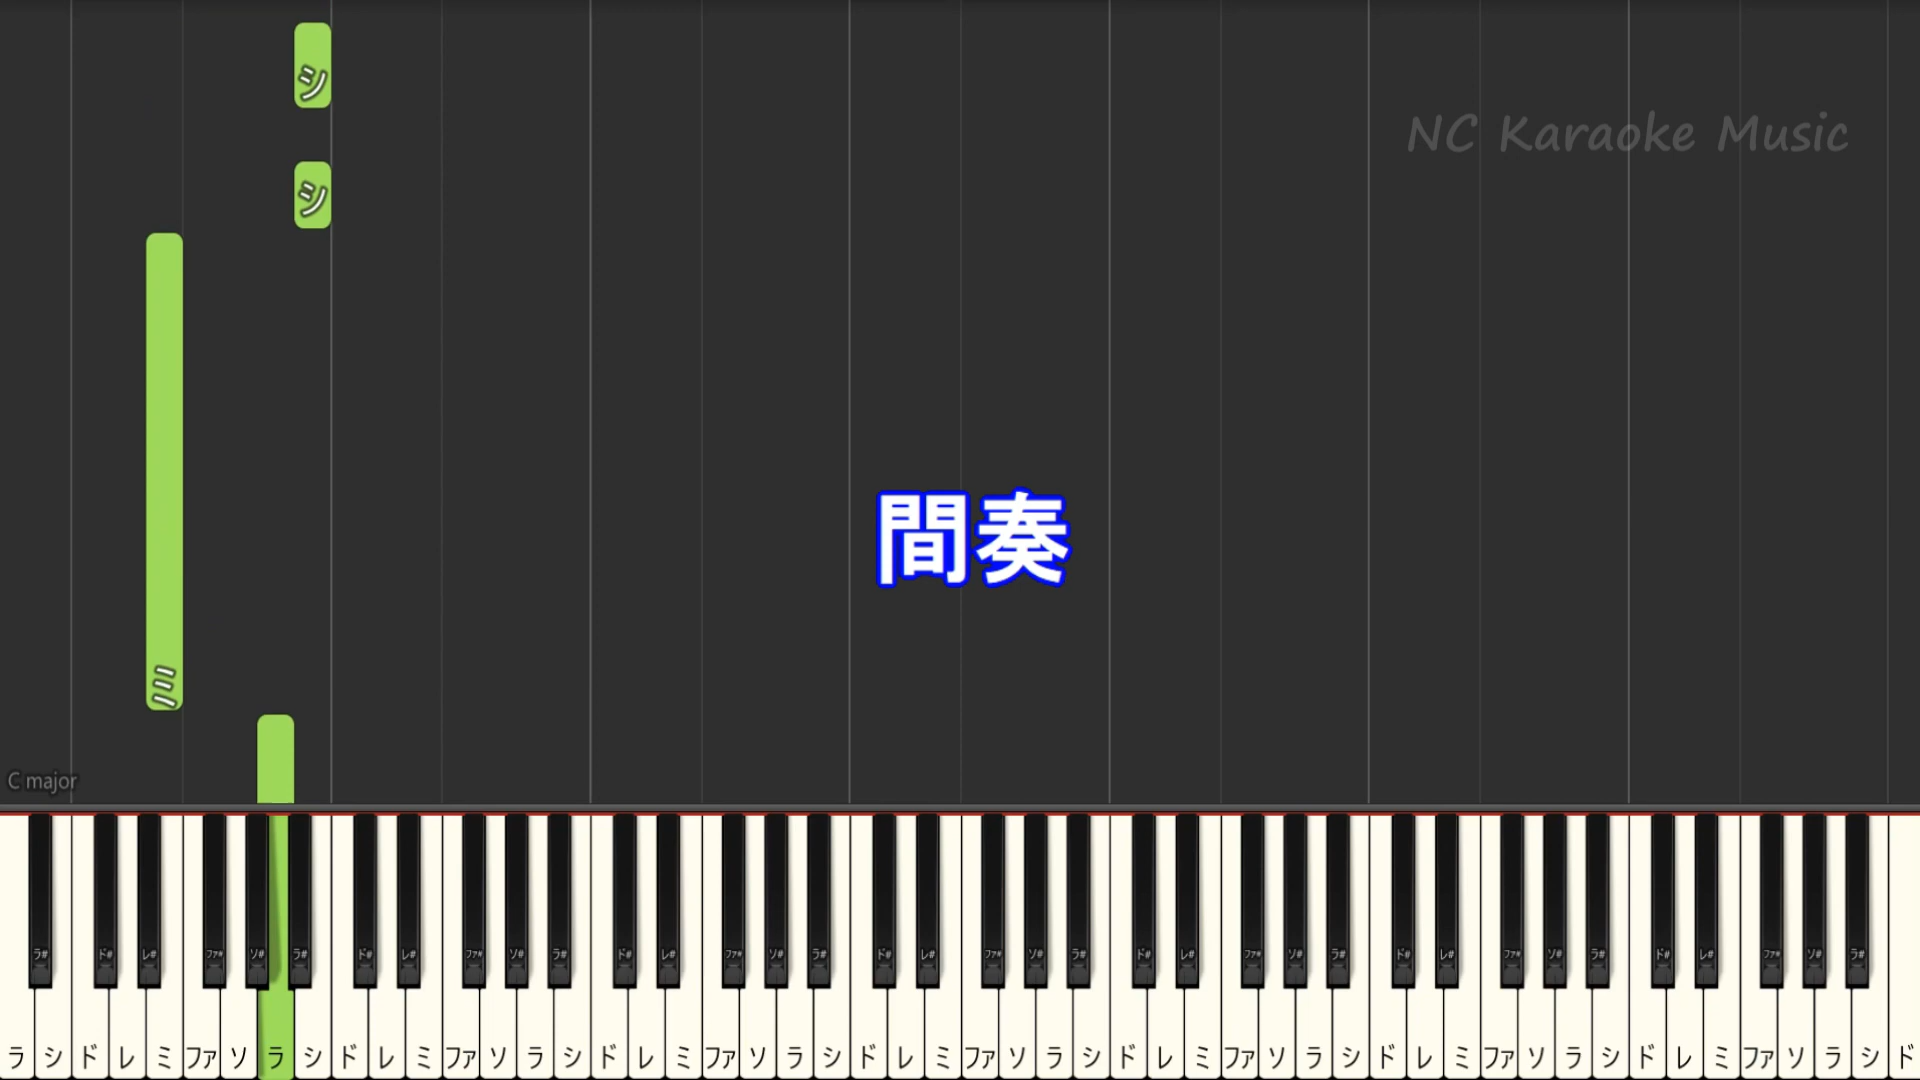 シ
NC Karaoke Music
シ
間奏
ミ
C major
ラ# ド# レ# ファ# ソ# ラ# ド# レ# ファ# ソ# ラ# ド# レ# ファ# ソ# ラ# ド# レ# ファ# ソ# ラ# ド# レ# ファ# ソ# ラ# ド# レ# ファ# ソ# ラ# ド# レ# ファ# ソ# ラ#
ラ シ ド レ ミ ファ ソ ラ シ ド レ ミ ファ ソ ラ シ ド レ ミ ファ ソ ラ シ ド レ ミ ファ ソ ラ シ ド レ ミ ファ ソ ラ シ ド レ ミ ファ ソ ラ シ ド レ ミ ファ ソ ラ シ ド